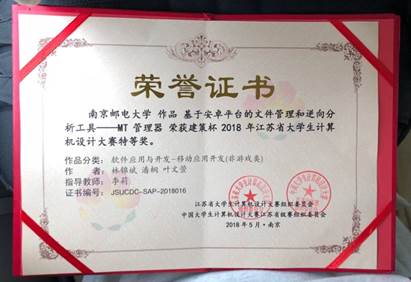 荣誉证书
南京邮电大学 作品 基于安卓平台的文件管理和逆向分
析工具——MT 管理器 荣获建策杯 2018 年江苏省大学生计算
机设计大赛特等奖。
作品分类: 软件应用与开发-移动应用开发(非游戏类)
作者: 林锦斌 潘桐 叶文萱
指导教师: 李莉
证书编号: JSUCDC-SAP-2018016
江苏省大学生计算机设计大赛组织委员会
中国大学生计算机设计大赛江苏省级赛组织委员会
2018 年 5 月·南京